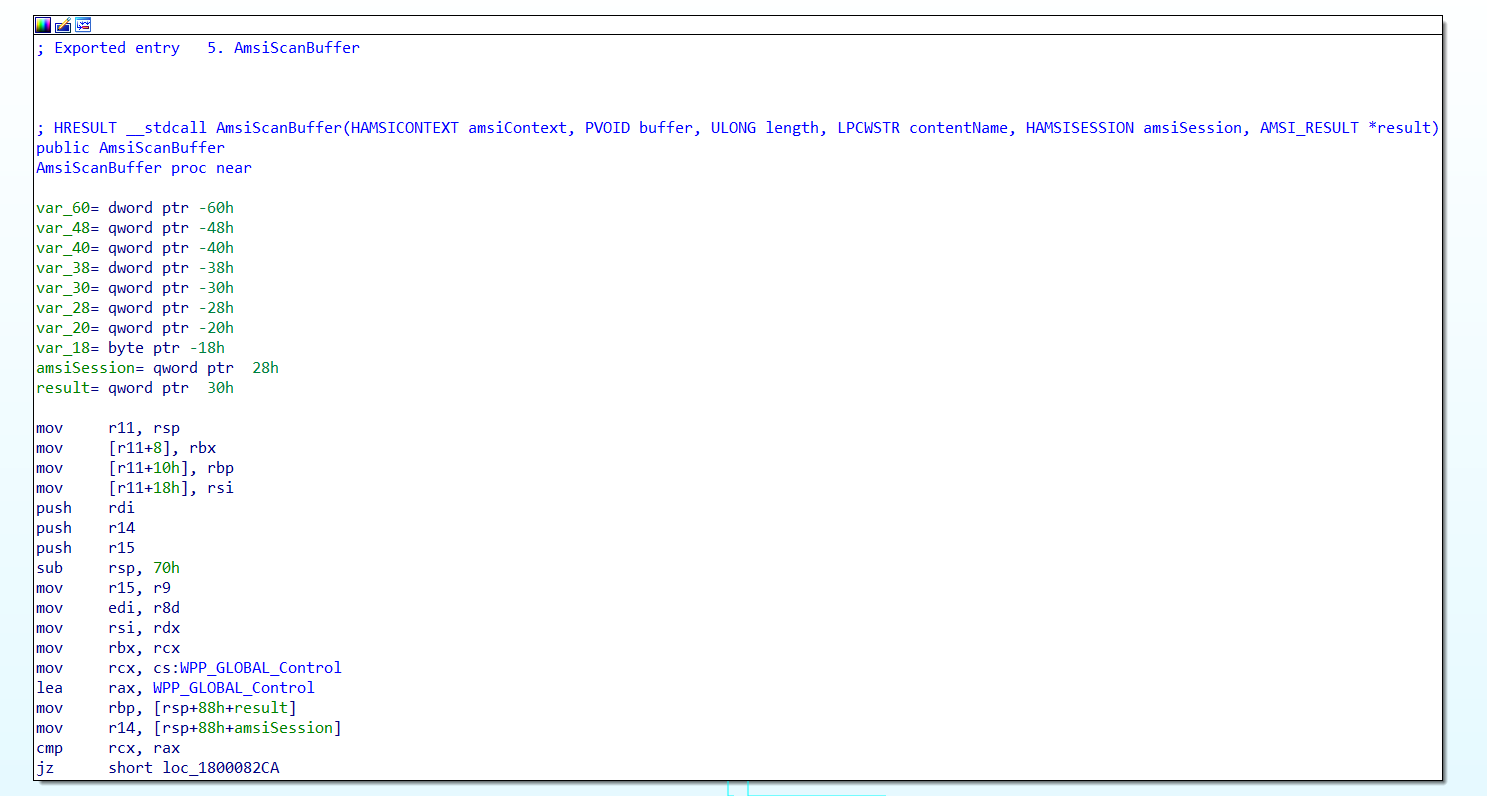 ; Exported entry   5. AmsiScanBuffer
; HRESULT __stdcall AmsiScanBuffer(HAMSICONTEXT amsiContext, PVOID buffer, ULONG length, LPCWSTR contentName, HAMSISESSION amsiSession, AMSI_RESULT *result)
public AmsiScanBuffer
AmsiScanBuffer proc near
var_60= dword ptr -60h
var_48= qword ptr -48h
var_40= qword ptr -40h
var_38= dword ptr -38h
var_30= qword ptr -30h
var_28= qword ptr -28h
var_20= qword ptr -20h
var_18= byte ptr -18h
amsiSession= qword ptr  28h
result= qword ptr  30h
mov     r11, rsp
mov     [r11+8], rbx
mov     [r11+10h], rbp
mov     [r11+18h], rsi
push    rdi
push    r14
push    r15
sub     rsp, 70h
mov     r15, r9
mov     edi, r8d
mov     rsi, rdx
mov     rbx, rcx
mov     rcx, cs:WPP_GLOBAL_Control
lea     rax, WPP_GLOBAL_Control
mov     rbp, [rsp+88h+result]
mov     r14, [rsp+88h+amsiSession]
cmp     rcx, rax
jz      short loc_1800082CA